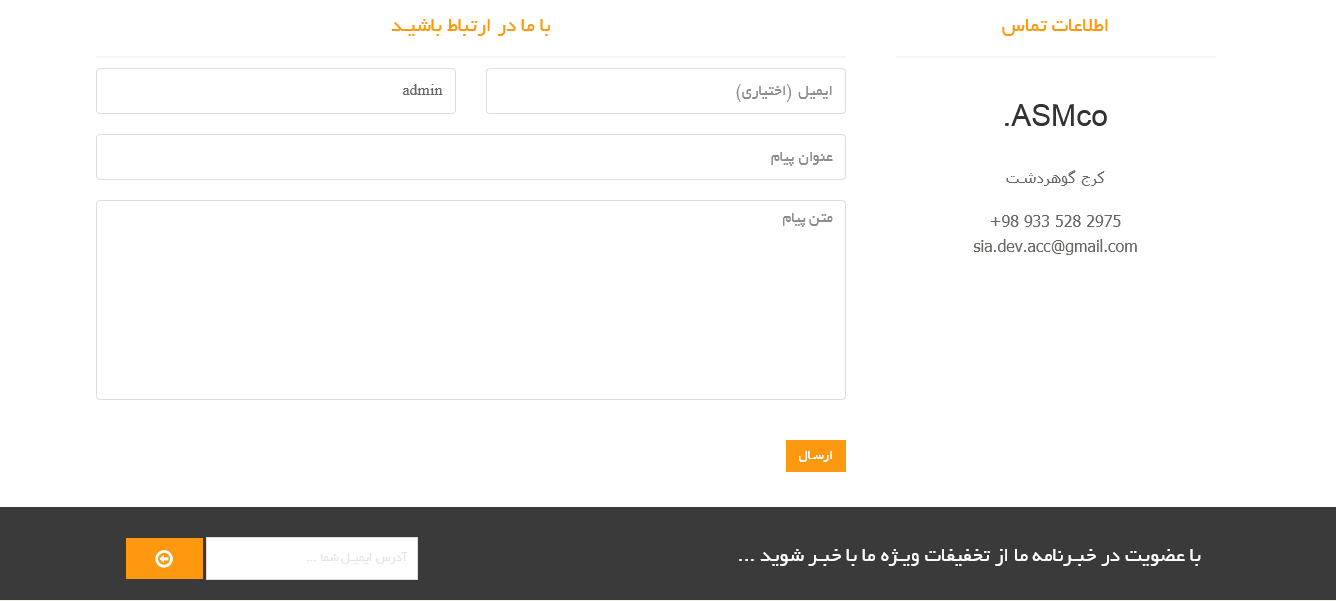 اطلاعات تماس
ASMco.
کرج گوهردشت
+98 933 528 2975
sia.dev.acc@gmail.com
با ما در ارتباط باشید
ایمیل (اختیاری)
admin
عنوان پیام
متن پیام
ارسال
با عضویت در خبرنامه ما از تخفیفات ویژه ما با خبر شوید ...
آدرس ایمیل شما ...